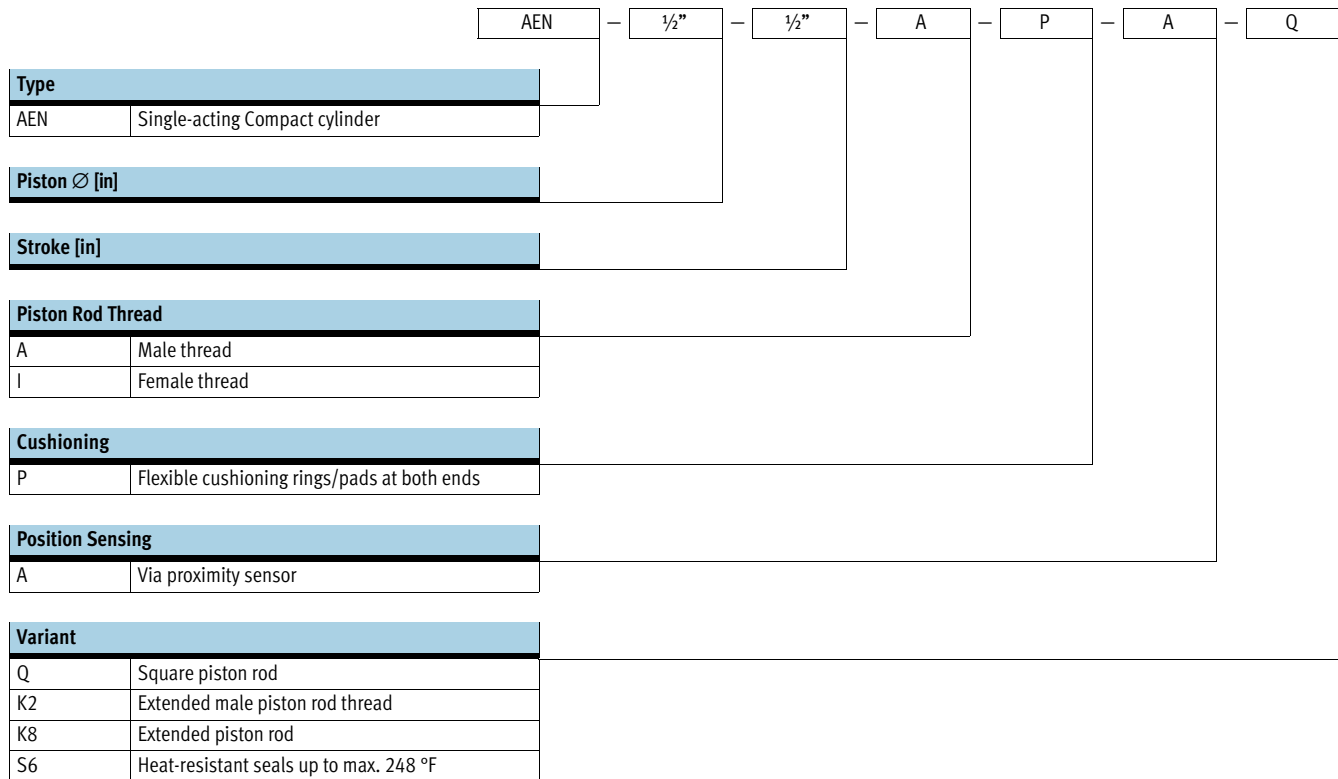 AEN – ½” – ½” – A – P – A – Q
Type
AEN Single-acting Compact cylinder
Piston ∅ [in]
Stroke [in]
Piston Rod Thread
A Male thread
I Female thread
Cushioning
P Flexible cushioning rings/pads at both ends
Position Sensing
A Via proximity sensor
Variant
Q Square piston rod
K2 Extended male piston rod thread
K8 Extended piston rod
S6 Heat-resistant seals up to max. 248 °F